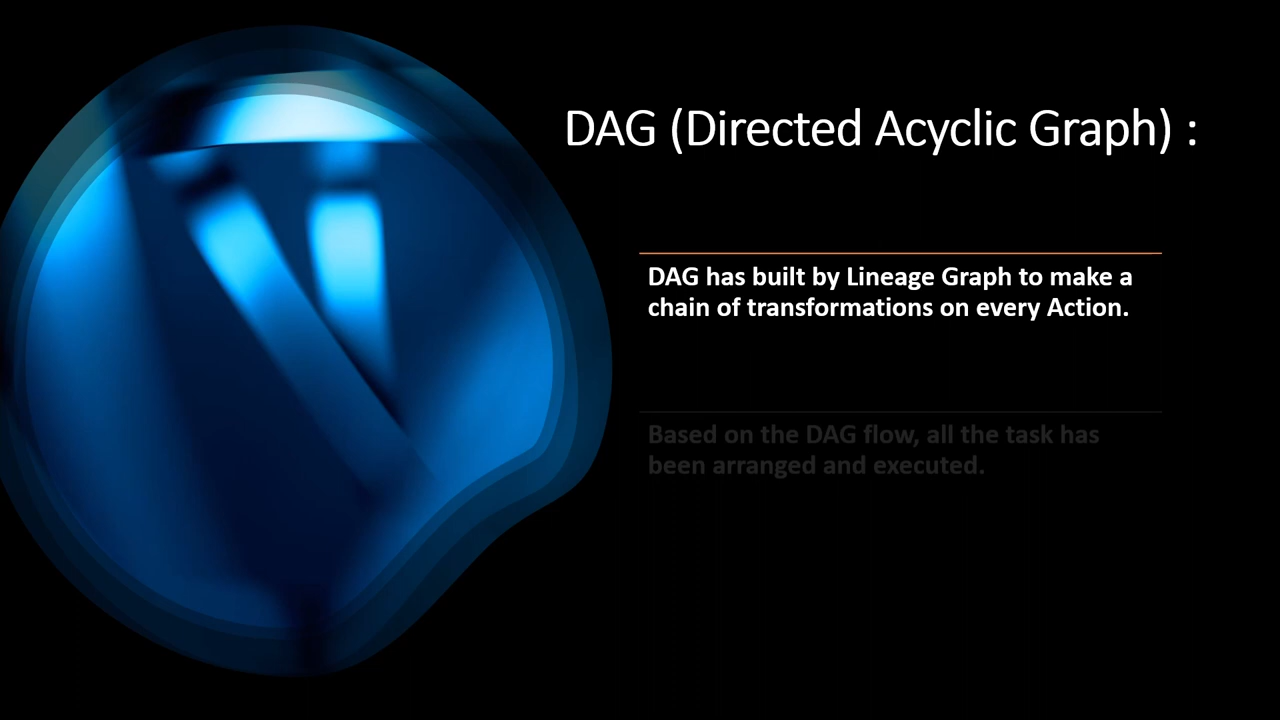 DAG (Directed Acyclic Graph) :
DAG has built by Lineage Graph to make a
chain of transformations on every Action.
Based on the DAG flow, all the task has
been arranged and executed.